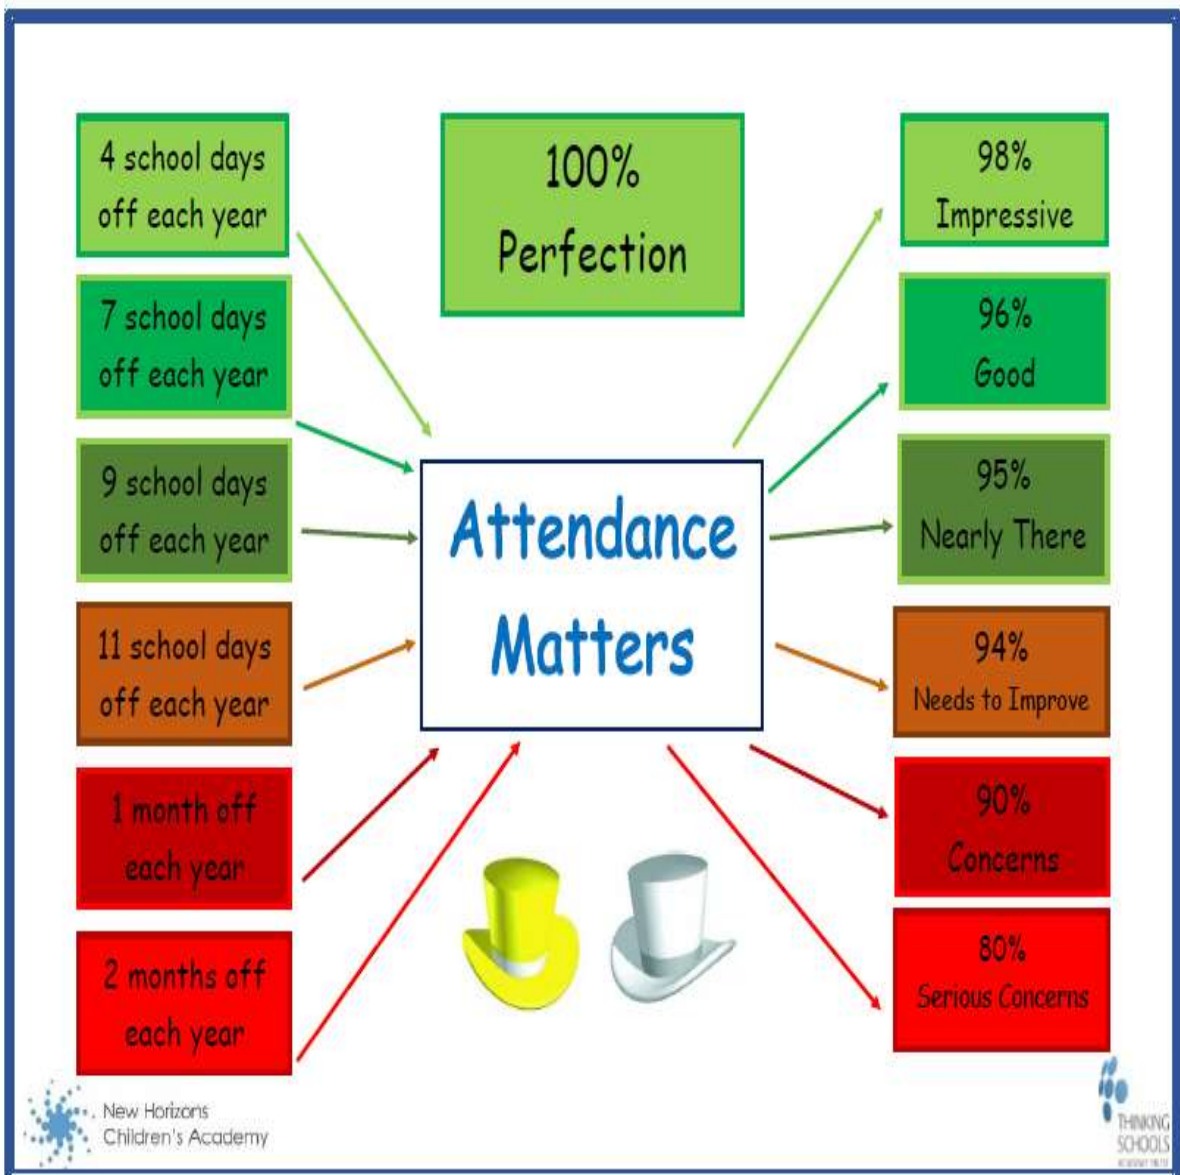 4 school days
off each year
7 school days
off each year
9 school days
off each year
11 school days
off each year
1 month off
each year
2 months off
each year
100%
Perfection
Attendance
Matters
98%
Impressive
96%
Good
95%
Nearly There
94%
Needs to Improve
90%
Concerns
80%
Serious Concerns
New Horizons
Children's Academy
THINKING
SCHOOLS